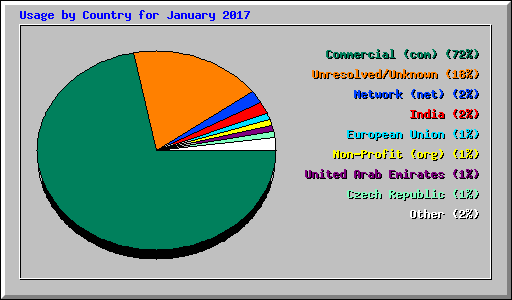 Usage by Country for January 2017
Commercial (com) (72%)
Unresolved/Unknown (18%)
Network (net) (2%)
India (2%)
European Union (1%)
Non-Profit (org) (1%)
United Arab Emirates (1%)
Czech Republic (1%)
Other (2%)